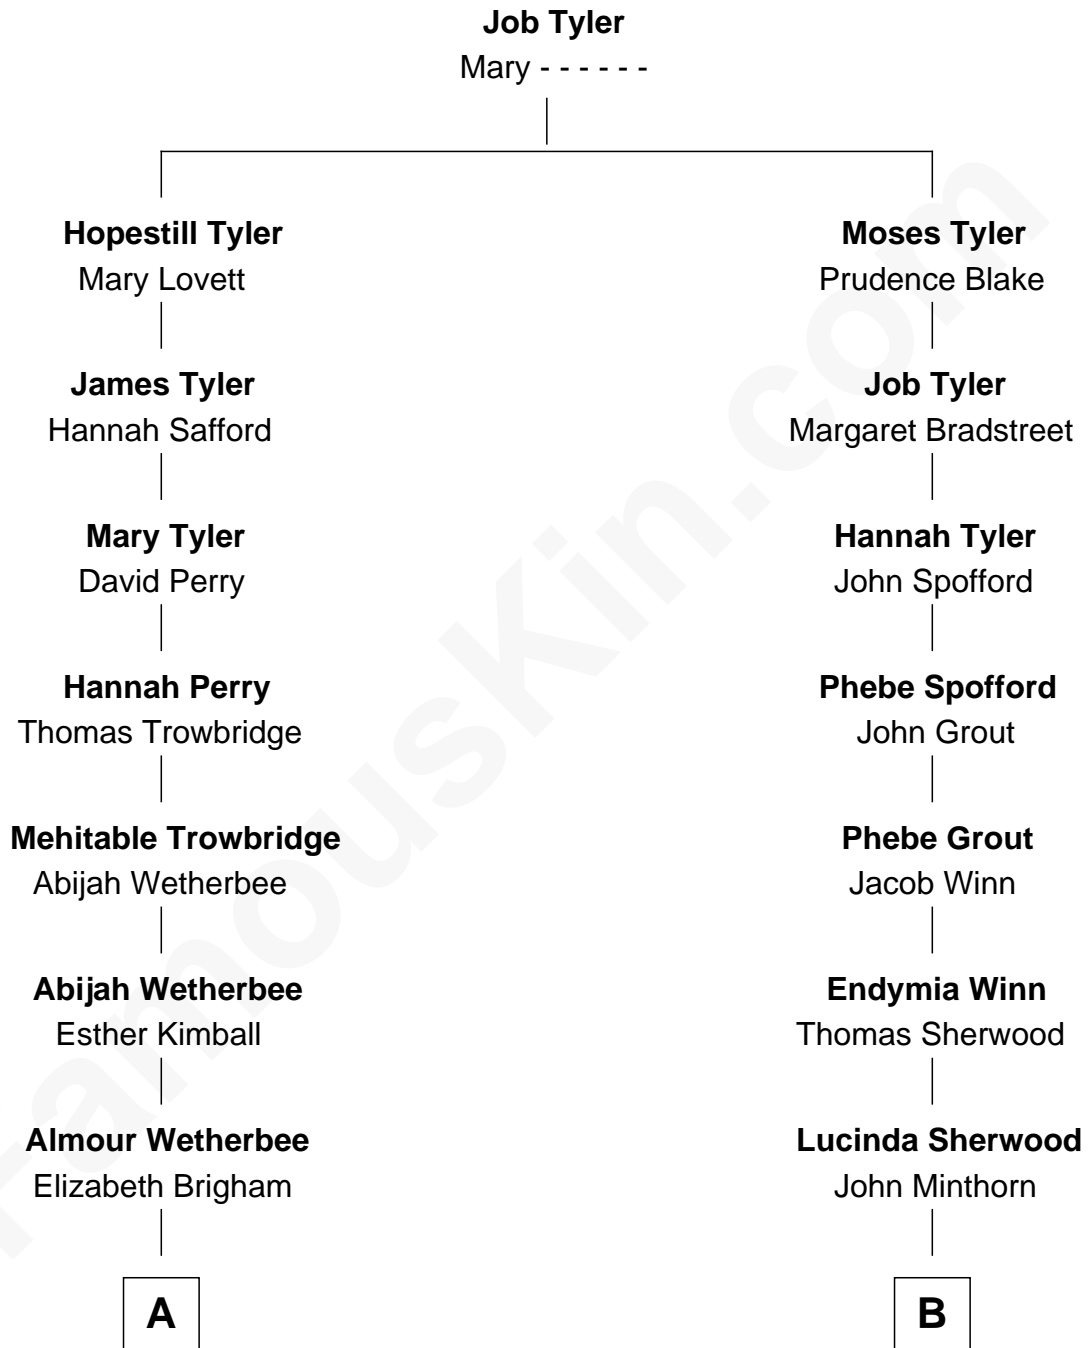 Job Tyler
Mary - - - - - -
Hopestill Tyler
Mary Lovett
James Tyler
Hannah Safford
Mary Tyler
David Perry
Hannah Perry
Thomas Trowbridge
Mehitable Trowbridge
Abijah Wetherbee
Abijah Wetherbee
Esther Kimball
Almour Wetherbee
Elizabeth Brigham
A
Moses Tyler
Prudence Blake
Job Tyler
Margaret Bradstreet
Hannah Tyler
John Spofford
Phebe Spofford
John Grout
Phebe Grout
Jacob Winn
Endymia Winn
Thomas Sherwood
Lucinda Sherwood
John Minthorn
B
FamousKin.com